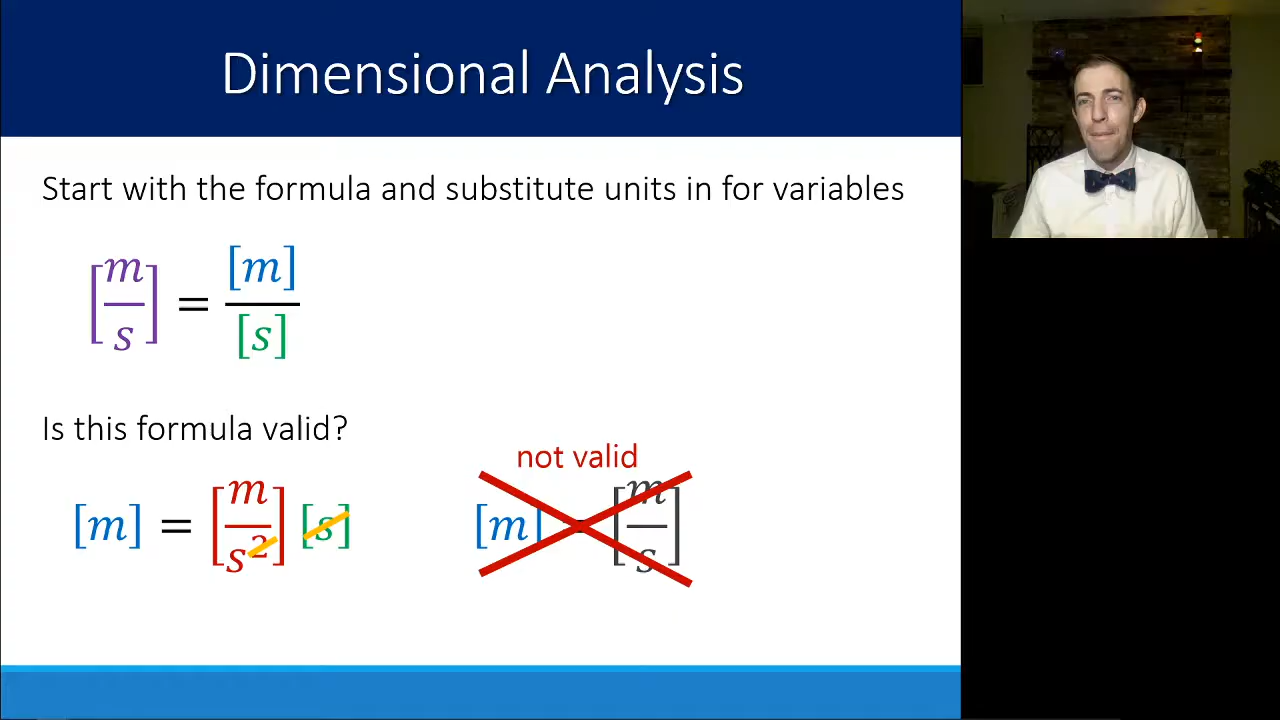 Dimensional Analysis
Start with the formula and substitute units in for variables
[m/s] = [m]/[s]
Is this formula valid?
not valid
[m] = [m/s²] [s]
[m] = [m/s]